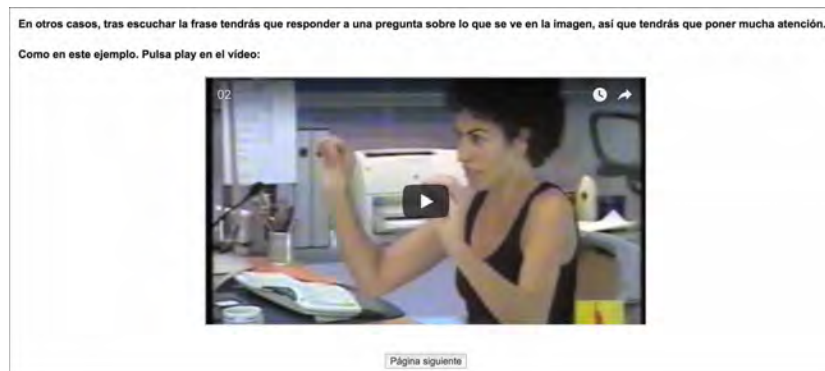 En otros casos, tras escuchar la frase tendrás que responder a una pregunta sobre lo que se ve en la imagen, así que tendrás que poner mucha atención.
Como en este ejemplo. Pulsa play en el vídeo:
02
Página siguiente